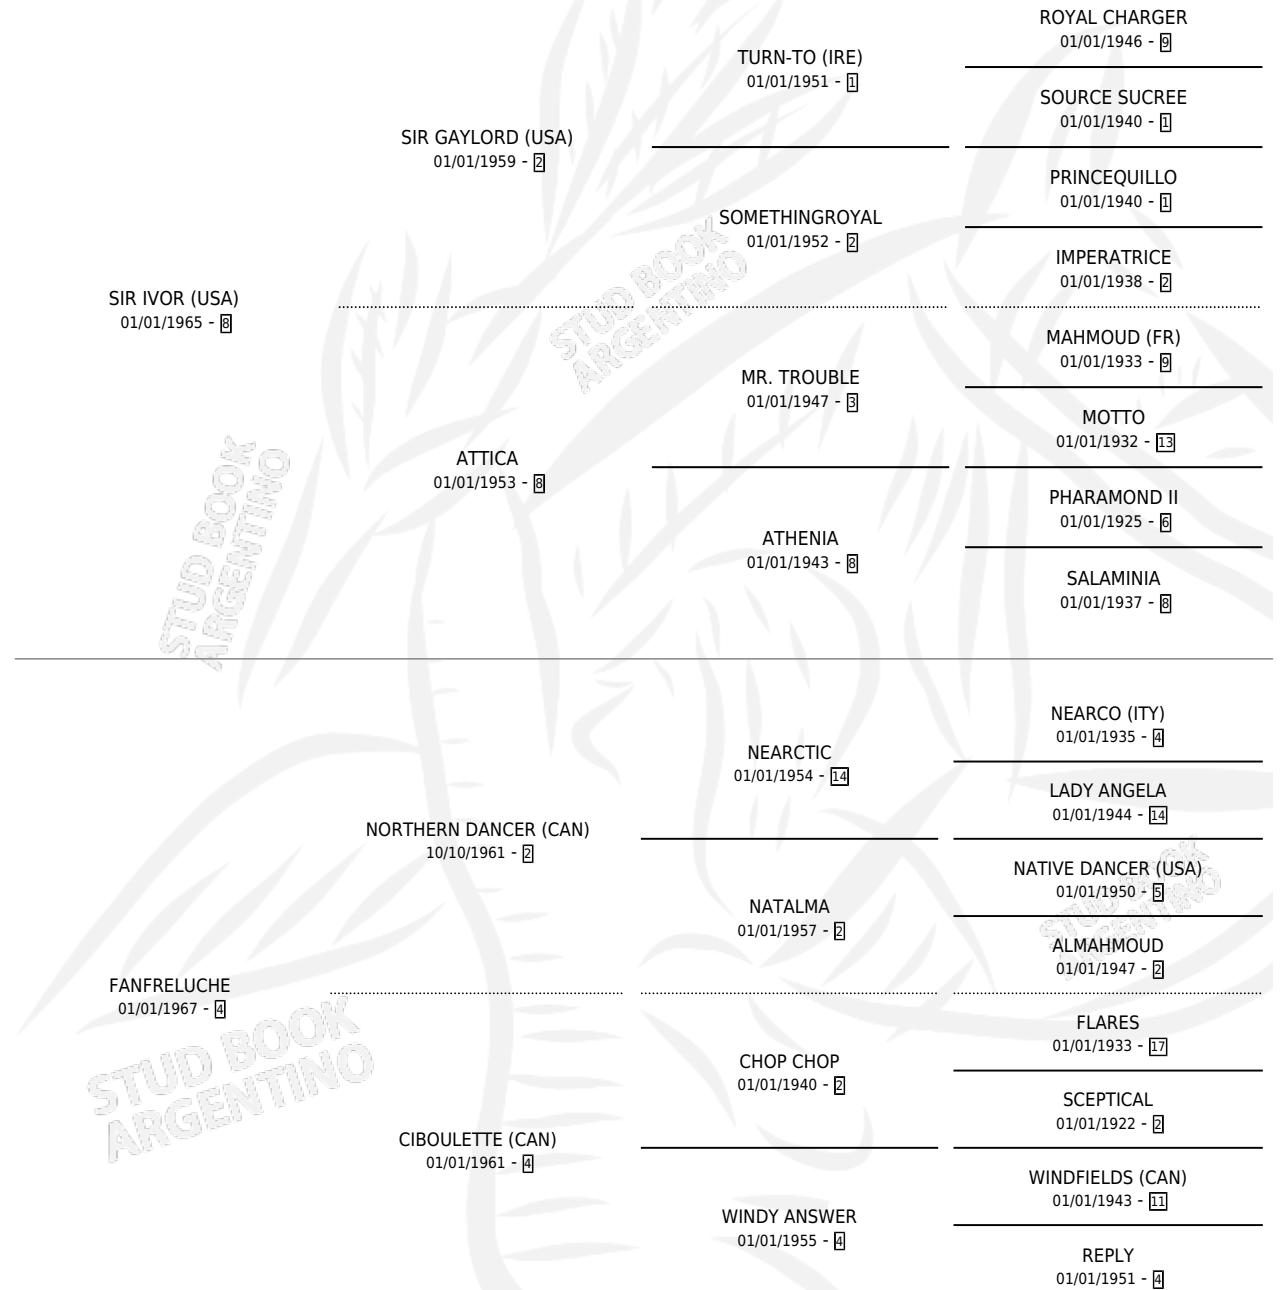 ROYAL CHARGER
01/01/1946 - 9
TURN-TO (IRE)
01/01/1951 - 1
SOURCE SUCREE
01/01/1940 - 1
SIR GAYLORD (USA)
01/01/1959 - 2
PRINCEQUILLO
01/01/1940 - 1
SOMETHINGROYAL
01/01/1952 - 2
IMPERATRICE
01/01/1938 - 2
SIR IVOR (USA)
01/01/1965 - 8
STUD BOOK
ARGENTINO
MAHMOUD (FR)
01/01/1933 - 9
MR. TROUBLE
01/01/1947 - 3
MOTTO
01/01/1932 - 13
ATTICA
01/01/1953 - 8
PHARAMOND II
01/01/1925 - 6
ATHENIA
01/01/1943 - 8
SALAMINIA
01/01/1937 - 8
STUD BOOK
ARGENTINO
NEARCO (ITY)
01/01/1935 - 4
NEARCTIC
01/01/1954 - 14
LADY ANGELA
01/01/1944 - 14
NORTHERN DANCER (CAN)
10/10/1961 - 2
NATIVE DANCER (USA)
01/01/1950 - 5
NATALMA
01/01/1957 - 2
ALMAHMOUD
01/01/1947 - 2
STUD BOOK
ARGENTINO
FANFRELUCHE
01/01/1967 - 4
FLARES
01/01/1933 - 17
CHOP CHOP
01/01/1940 - 2
SCEPTICAL
01/01/1922 - 2
STUD BOOK
ARGENTINO
CIBOULETTE (CAN)
01/01/1961 - 4
WINDFIELDS (CAN)
01/01/1943 - 11
WINDY ANSWER
01/01/1955 - 4
REPLY
01/01/1951 - 4